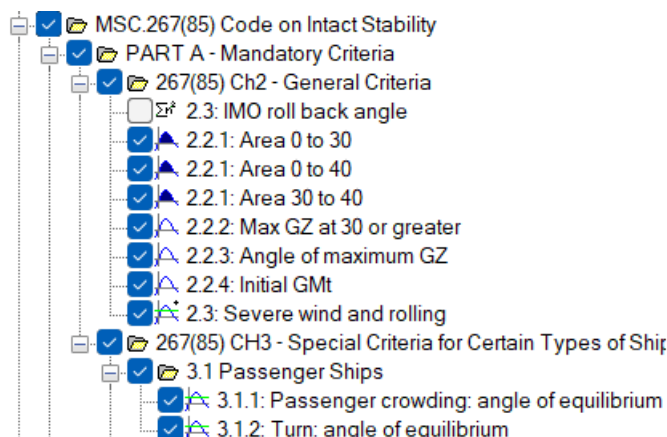 MSC.267(85) Code on Intact Stability
PART A - Mandatory Criteria
267(85) Ch2 - General Criteria
2.3: IMO roll back angle
2.2.1: Area 0 to 30
2.2.1: Area 0 to 40
2.2.1: Area 30 to 40
2.2.2: Max GZ at 30 or greater
2.2.3: Angle of maximum GZ
2.2.4: Initial GMt
2.3: Severe wind and rolling
267(85) CH3 - Special Criteria for Certain Types of Ship
3.1 Passenger Ships
3.1.1: Passenger crowding: angle of equilibrium
3.1.2: Turn: angle of equilibrium